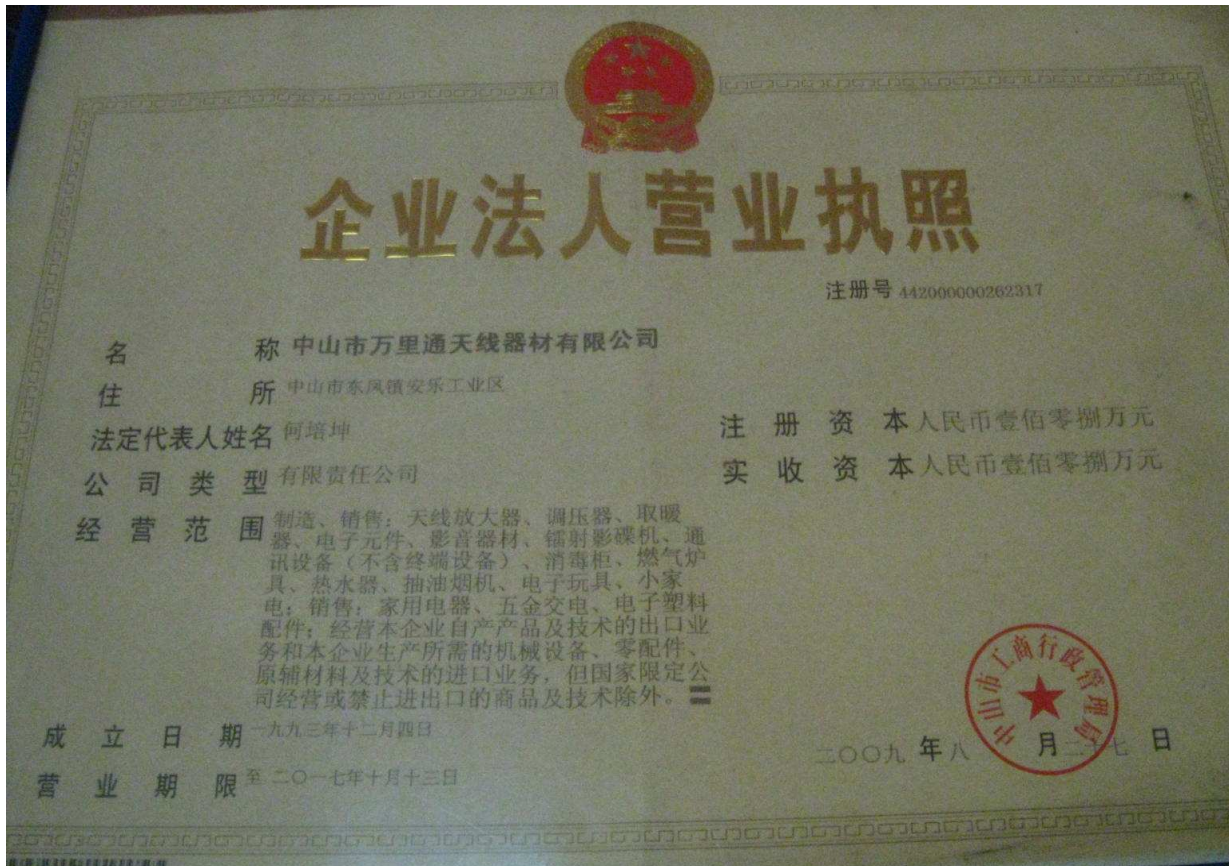 企业法人营业执照
注册号 442000000262317
名称 中山市万里通天线器材有限公司
住所 中山市东凤镇安乐工业区
法定代表人姓名 何培坤
注册资本 人民币壹佰零捌万元
公司类型 有限责任公司
实收资本 人民币壹佰零捌万元
经营范围 制造、销售：天线放大器、调压器、取暖
器、电子元件、影音器材、镭射影碟机、通
讯设备（不含终端设备）、消毒柜、燃气炉
具、热水器、抽油烟机、电子玩具、小家
电；销售：家用电器、五金交电、电子塑料
配件；经营本企业自产产品及技术的出口业
务和本企业生产所需的机械设备、零配件、
原辅材料及技术的进口业务，但国家限定公
司经营或禁止进出口的商品及技术除外。〓
中山市工商行政管理局
成立日期 一九九三年十二月四日
二〇〇九年八月二十七日
营业期限 至二〇一七年十月十三日